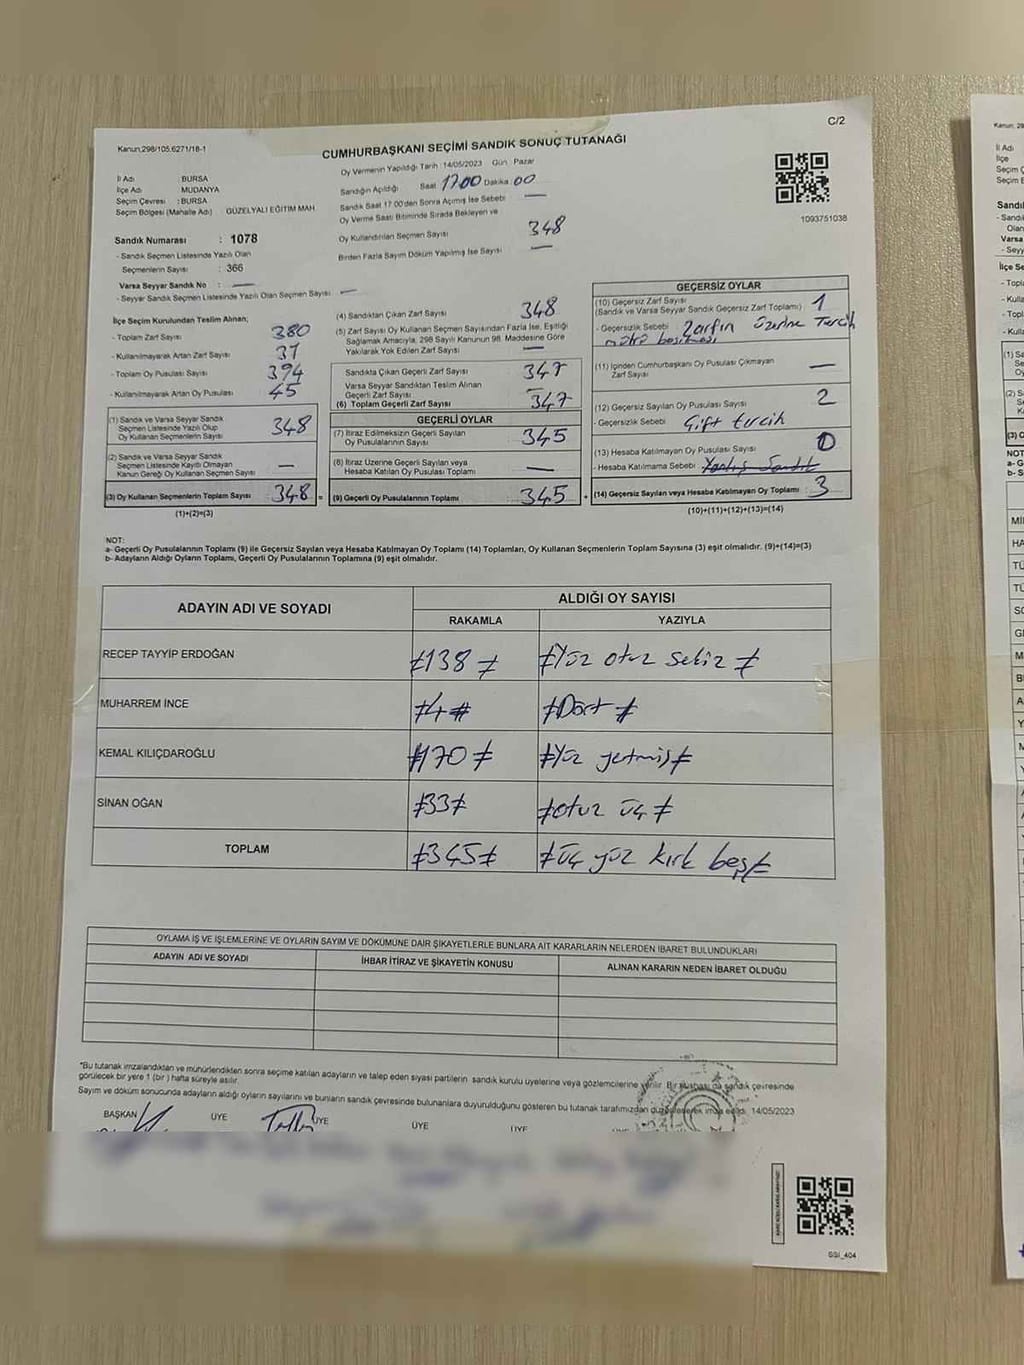 C/2
Kanun,298/105.6271/18-1
CUMHURBAŞKANI SEÇİMİ SANDIK SONUÇ TUTANAĞI
İl Adı : BURSA
İlçe Adı : MUDANYA
Seçim Çevresi : BURSA
Seçim Bölgesi (Mahalle Adı) GÜZELYALI EĞİTİM MAH.
Sandık Numarası : 1078
- Sandık Seçmen Listesinde Yazılı Olan
Seçmenlerin Sayısı : 366
Varsa Seyyar Sandık No : —
- Seyyar Sandık Seçmen Listesinde Yazılı Olan Seçmen Sayısı : —
Oy Vermenin Yapıldığı Tarih : 14/05/2023 Gün : Pazar
Sandığın Açıldığı Saat 17.00 Dakika 00
Sandık Saat 17:00'den Sonra Açılmış İse Sebebi —
Oy Verme Saati Bitiminde Sırada Bekleyen ve
Oy Kullandırılan Seçmen Sayısı 348
Birden Fazla Sayım Döküm Yapılmış İse Sayısı —
1093751038
İlçe Seçim Kurulundan Teslim Alınan;
- Toplam Zarf Sayısı 380
- Kullanılmayarak Artan Zarf Sayısı
- Toplam Oy Pusulası Sayısı 394
- Kullanılmayarak Artan Oy Pusulası 45
(1) Sandık ve Varsa Seyyar Sandık
Seçmen Listesinde Yazılı Olup
Oy Kullanan Seçmenlerin Sayısı 348
(2) Sandık ve Varsa Seyyar Sandık
Seçmen Listesinde Kayıtlı Olmayan
Kanun Gereği Oy Kullanan Seçmen Sayısı —
(3) Oy Kullanan Seçmenlerin Toplam Sayısı 348 =
(1)+(2)=(3)
(4) Sandıktan Çıkan Zarf Sayısı 348
(5) Zarf Sayısı Oy Kullanan Seçmen Sayısından Fazla İse, Eşitliği
Sağlamak Amacıyla, 298 Sayılı Kanunun 98. Maddesine Göre
Yakılarak Yok Edilen Zarf Sayısı —
Sandıkta Çıkan Geçerli Zarf Sayısı 347
Varsa Seyyar Sandıktan Teslim Alınan
Geçerli Zarf Sayısı —
(6) Toplam Geçerli Zarf Sayısı 347
GEÇERLİ OYLAR
(7) İtiraz Edilmeksizin Geçerli Sayılan
Oy Pusulasının Sayısı 345
(8) İtiraz Üzerine Geçerli Sayılan veya
Hesaba Katılan Oy Pusulası Toplamı —
(9) Geçerli Oy Pusulalarının Toplamı 345 +
GEÇERSİZ OYLAR
(10) Geçersiz Zarf Sayısı
(Sandık ve Varsa Seyyar Sandık Geçersiz Zarf Toplamı) 1
- Geçersizlik Sebebi Zarfın üzerine Tercih
mührü basılması
(11) İçinden Cumhurbaşkanı Oy Pusulası Çıkmayan
Zarf Sayısı —
(12) Geçersiz Sayılan Oy Pusulası Sayısı 2
- Geçersizlik Sebebi Çift tercih
(13) Hesaba Katılmayan Oy Pusulası Sayısı 0
- Hesaba Katılmama Sebebi Yanlış Sandık
(14) Geçersiz Sayılan veya Hesaba Katılmayan Oy Toplamı 3
(10)+(11)+(12)+(13)=(14)
NOT:
a- Geçerli Oy Pusulalarının Toplamı (9) ile Geçersiz Sayılan veya Hesaba Katılmayan Oy Toplamı (14) Toplamları, Oy Kullanan Seçmenlerin Toplam Sayısına (3) eşit olmalıdır. (9)+(14)=(3)
b- Adayların Aldığı Oyların Toplamı, Geçerli Oy Pusulalarının Toplamına (9) eşit olmalıdır.
ADAYIN ADI VE SOYADI ALDIĞI OY SAYISI
RAKAMLA YAZIYLA
RECEP TAYYİP ERDOĞAN ≠138≠ ≠Yüz otuz sekiz≠
MUHARREM İNCE ≠4≠ ≠Dört≠
KEMAL KILIÇDAROĞLU ≠170≠ ≠Yüz yetmiş≠
SİNAN OĞAN ≠33≠ ≠otuz üç≠
TOPLAM ≠345≠ ≠üç yüz kırk beş≠
OYLAMA İŞ VE İŞLEMLERİNE VE OYLARIN SAYIM VE DÖKÜMÜNE DAİR ŞİKAYETLERLE BUNLARA AİT KARARLARIN NELERDEN İBARET BULUNDUKLARI
ADAYIN ADI VE SOYADI İHBAR İTİRAZ VE ŞİKAYETİN KONUSU ALINAN KARARIN NEDEN İBARET OLDUĞU
*Bu tutanak imzalandıktan ve mühürlendikten sonra seçime katılan adayların ve talep eden siyasi partilerin sandık kurulu üyelerine veya gözlemcilerine verilir. Bir nüshası da sandık çevresinde
görülecek bir yere 1 (bir) hafta süreyle asılır.
Sayım ve döküm sonucunda adayların aldığı oyların sayılarını ve bunların sandık çevresinde bulunanlara duyurulduğunu gösteren bu tutanak tarafımızdan düzenlenerek imza edildi. 14/05/2023
BAŞKAN ÜYE ÜYE ÜYE ÜYE
SSI_404